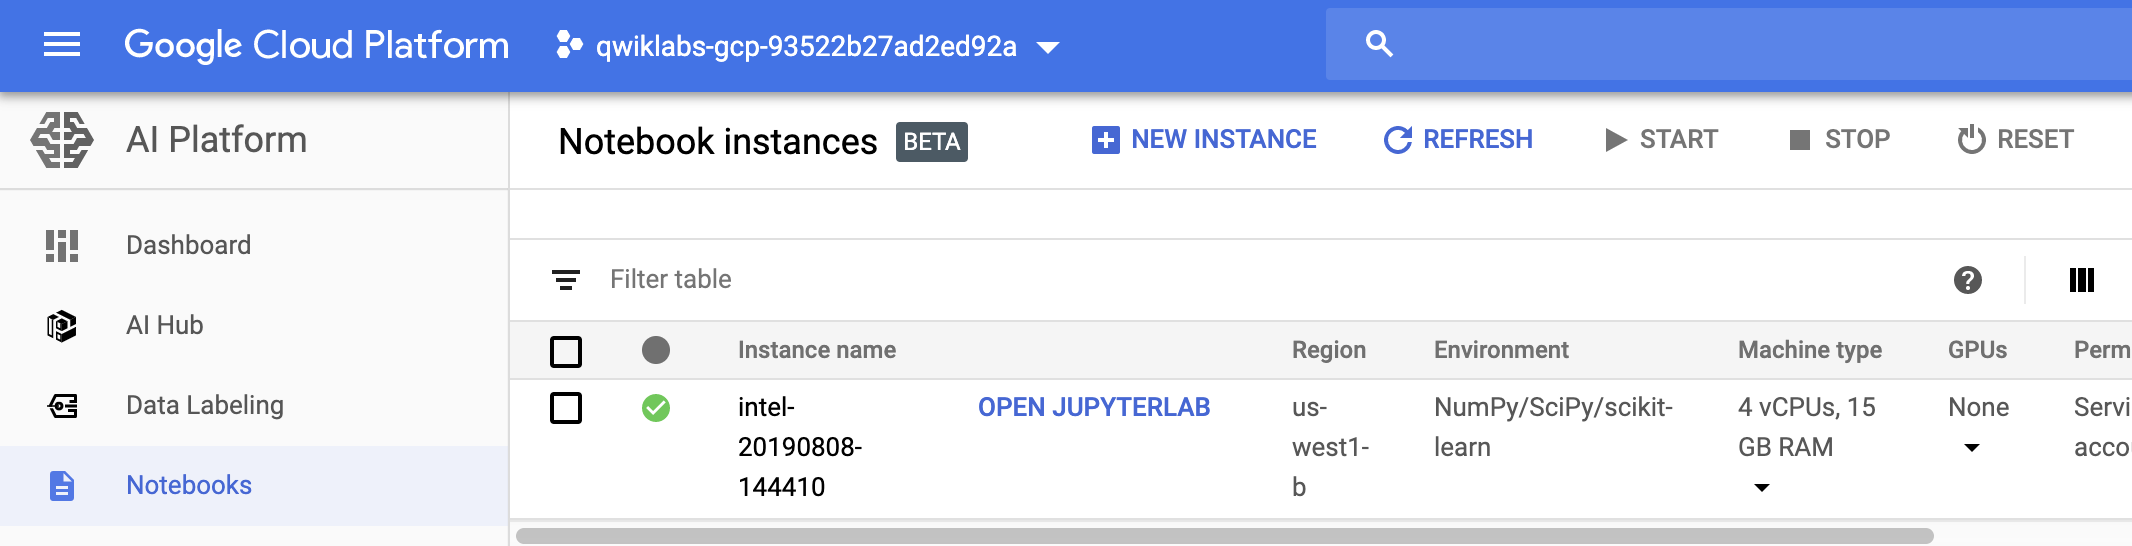 Google Cloud Platform qwiklabs-gcp-93522b27ad2ed92a
AI Platform
Notebook instances BETA NEW INSTANCE REFRESH START STOP RESET
Dashboard
AI Hub
Data Labeling
Notebooks
Filter table
Instance name Region Environment Machine type GPUs Perm
intel- OPEN JUPYTERLAB us- NumPy/SciPy/scikit- 4 vCPUs, 15 None Servi
20190808- west1- learn GB RAM acco
144410 b